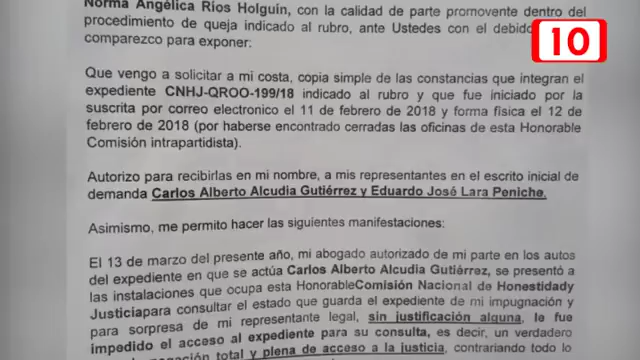 Norma Angélica Ríos Holguín, con la calidad de parte promovente dentro del
procedimiento de queja indicado al rubro, ante Ustedes con el debido
comparezco para exponer:
10
Que vengo a solicitar a mi costa, copia simple de las constancias que integran el
expediente CNHJ-QROO-199/18 indicado al rubro y que fue iniciado por la
suscrita por correo electronico el 11 de febrero de 2018 y forma física el 12 de
febrero de 2018 (por haberse encontrado cerradas las oficinas de esta Honorable
Comisión intrapartidista).
Autorizo para recibirlas en mi nombre, a mis representantes en el escrito inicial de
demanda Carlos Alberto Alcudia Gutiérrez y Eduardo José Lara Peniche.
Asimismo, me permito hacer las siguientes manifestaciones:
El 13 de marzo del presente año, mi abogado autorizado de mi parte en los autos
del expediente en que se actúa Carlos Alberto Alcudia Gutiérrez, se presentó a
las instalaciones que ocupa esta HonorableComisión Nacional de Honestidady
Justiciapara consultar el estado que guarda el expediente de mi impugnación y
para sorpresa de mi representante legal, sin justificación alguna, le fue
impedido el acceso al expediente para su consulta, es decir, un verdadero
negación total y plena de acceso a la justicia, contrariando todo lo